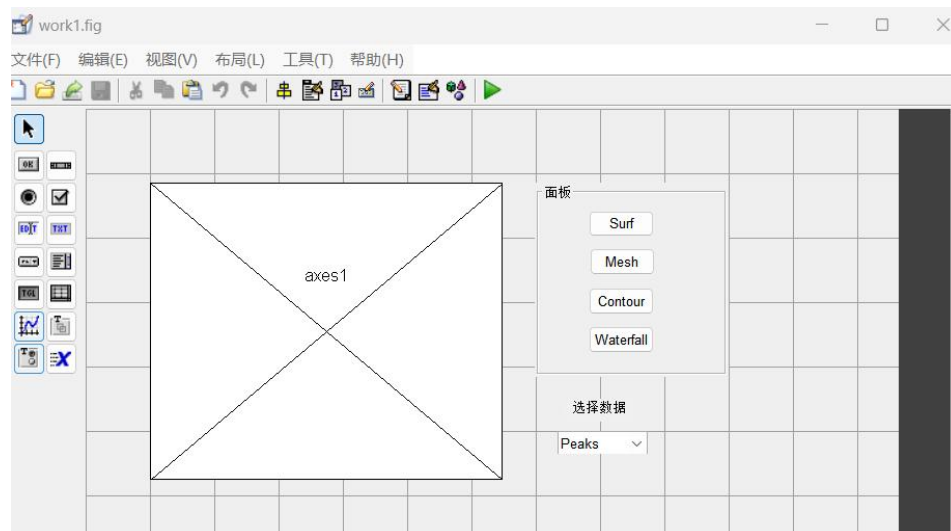 work1.fig
文件(F) 编辑(E) 视图(V) 布局(L) 工具(T) 帮助(H)
OK
EDIT TXT
TGL
axes1
面板
Surf
Mesh
Contour
Waterfall
选择数据
Peaks